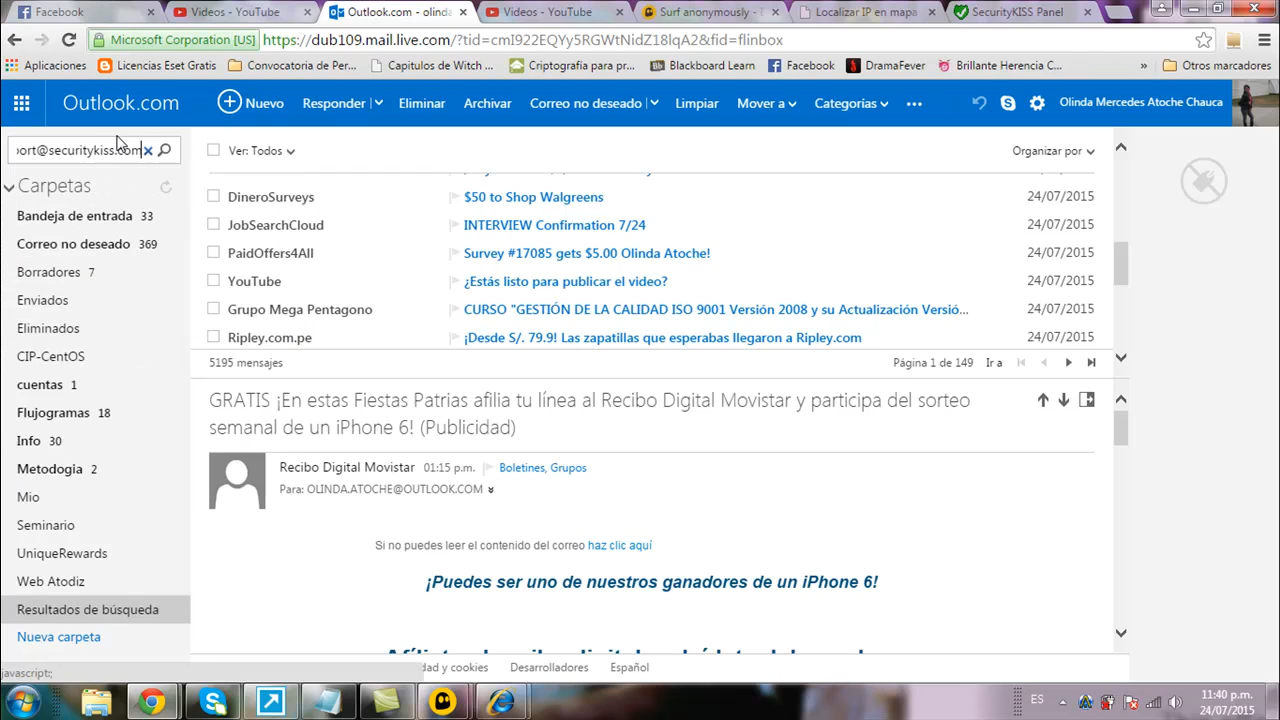 Facebook × Videos - YouTube × Outlook.com - olinda × Videos - YouTube × Surf anonymously - × Localizar IP en mapa × SecurityKISS Panel ×
Microsoft Corporation [US] https://dub109.mail.live.com/?tid=cmI922EQYy5RGWtNidZ18lqA2&fid=flinbox
Aplicaciones Licencias Eset Gratis Convocatoria de Per... Capitulos de Witch ... Criptografía para pr... Blackboard Learn Facebook DramaFever Brillante Herencia C... » Otros marcadores
Outlook.com Nuevo Responder Eliminar Archivar Correo no deseado Limpiar Mover a Categorías ... Olinda Mercedes Atoche Chauca
ort@securitykiss.com
Ver: Todos Organizar por
Carpetas
Bandeja de entrada 33
Correo no deseado 369
Borradores 7
Enviados
Eliminados
CIP-CentOS
cuentas 1
Flujogramas 18
Info 30
Metodogia 2
Mio
Seminario
UniqueRewards
Web Atodiz
Resultados de búsqueda
Nueva carpeta
DineroSurveys $50 to Shop Walgreens 24/07/2015
JobSearchCloud INTERVIEW Confirmation 7/24 24/07/2015
PaidOffers4All Survey #17085 gets $5.00 Olinda Atoche! 24/07/2015
YouTube ¿Estás listo para publicar el video? 24/07/2015
Grupo Mega Pentagono CURSO "GESTIÓN DE LA CALIDAD ISO 9001 Versión 2008 y su Actualización Versió... 24/07/2015
Ripley.com.pe ¡Desde S/. 79.9! Las zapatillas que esperabas llegaron a Ripley.com 24/07/2015
5195 mensajes Página 1 de 149 Ir a
GRATIS ¡En estas Fiestas Patrias afilia tu línea al Recibo Digital Movistar y participa del sorteo
semanal de un iPhone 6! (Publicidad)
Recibo Digital Movistar 01:15 p.m. Boletines, Grupos
Para: OLINDA.ATOCHE@OUTLOOK.COM
Si no puedes leer el contenido del correo haz clic aquí
¡Puedes ser uno de nuestros ganadores de un iPhone 6!
javascript:;
dad y cookies Desarrolladores Español
ES 11:40 p.m.
24/07/2015